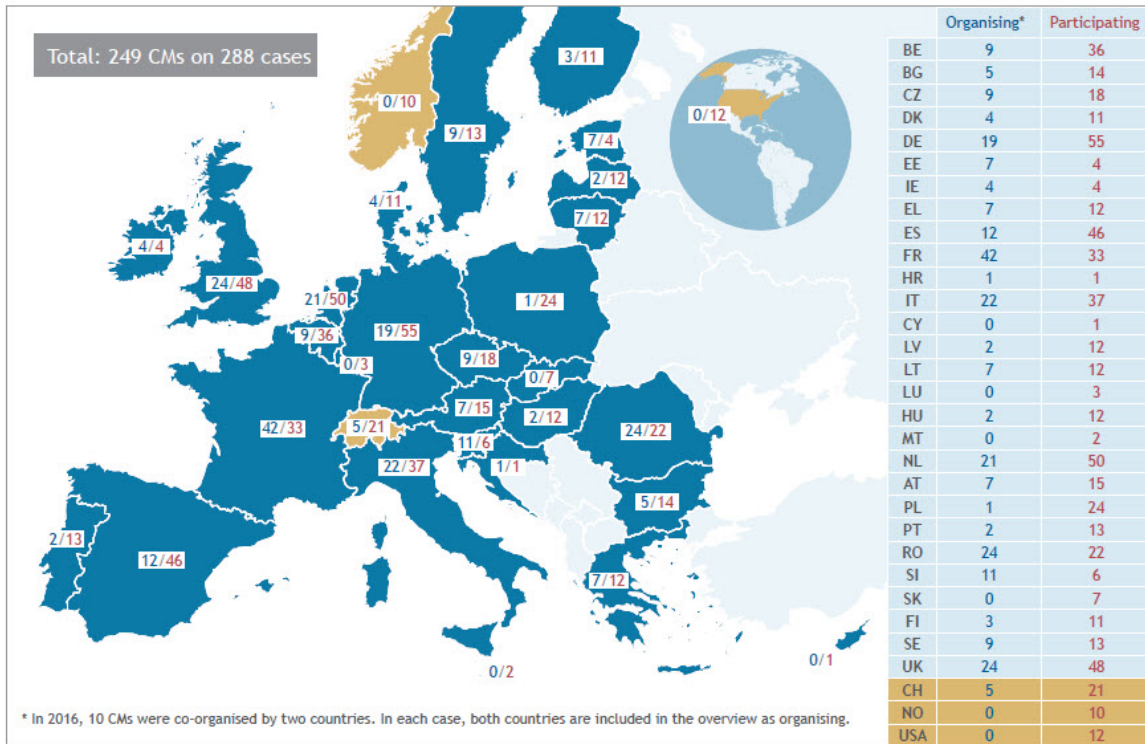 Total: 249 CMs on 288 cases
3/11
0/10
9/13
0/12
7/4
2/12
4/11
7/12
4/4
24/48
21/50
1/24
9/36
19/55
0/3
9/18
0/7
7/15
2/12
42/33
5/21
24/22
11/6
22/37
1/1
5/14
2/13
12/46
7/12
0/2
0/1
* In 2016, 10 CMs were co-organised by two countries. In each case, both countries are included in the overview as organising.
Organising* Participating
BE 9 36
BG 5 14
CZ 9 18
DK 4 11
DE 19 55
EE 7 4
IE 4 4
EL 7 12
ES 12 46
FR 42 33
HR 1 1
IT 22 37
CY 0 1
LV 2 12
LT 7 12
LU 0 3
HU 2 12
MT 0 2
NL 21 50
AT 7 15
PL 1 24
PT 2 13
RO 24 22
SI 11 6
SK 0 7
FI 3 11
SE 9 13
UK 24 48
CH 5 21
NO 0 10
USA 0 12